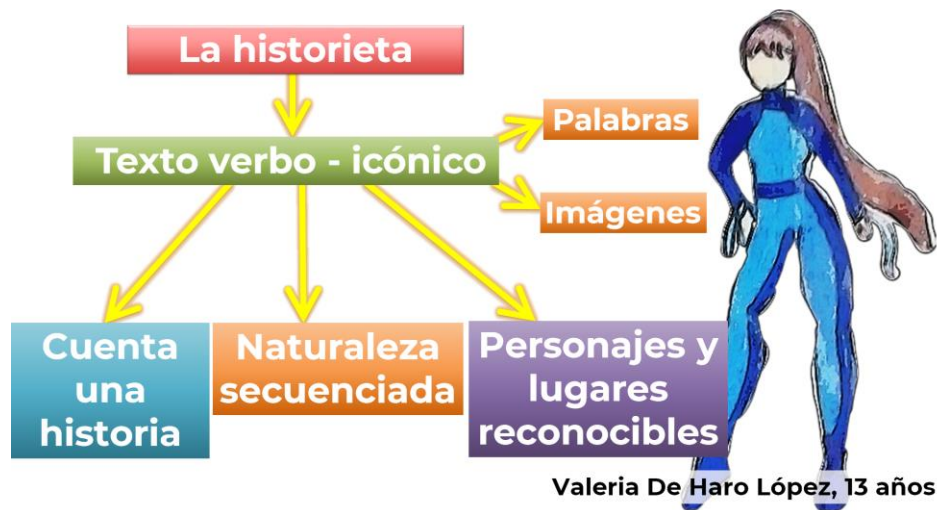 La historieta
Texto verbo - icónico
Palabras
Imágenes
Cuenta
una
historia
Naturaleza
secuenciada
Personajes y
lugares
reconocibles
Valeria De Haro López, 13 años